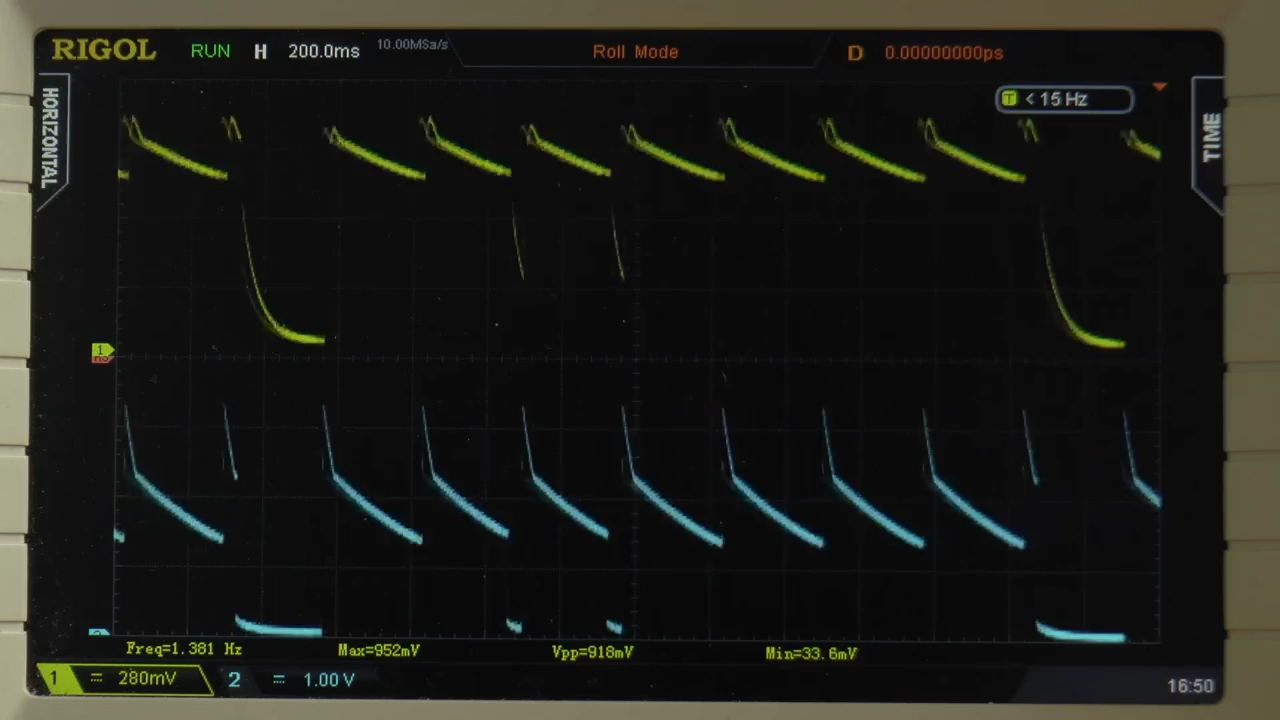 RIGOL RUN H 200.0ms 10.00MSa/s Roll Mode D 0.00000000ps
HORIZONTAL
T < 15 Hz
TIME
1
2
Freq=1.381 Hz Max=952mV Vpp=918mV Min=33.6mV
1 = 280mV 2 = 1.00 V
16:50